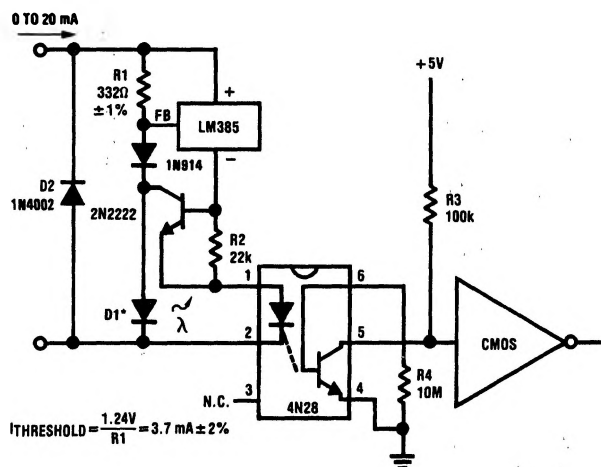 0 TO 20 mA
R1
332Ω
±1%
FB
+
LM385
−
+5V
1N914
D2
1N4002
2N2222
R2
22k
R3
100k
D1*
λ
1
2
N.C.
3
6
5
4
4N28
CMOS
R4
10M
ITHRESHOLD = 1.24V / R1 = 3.7 mA ± 2%